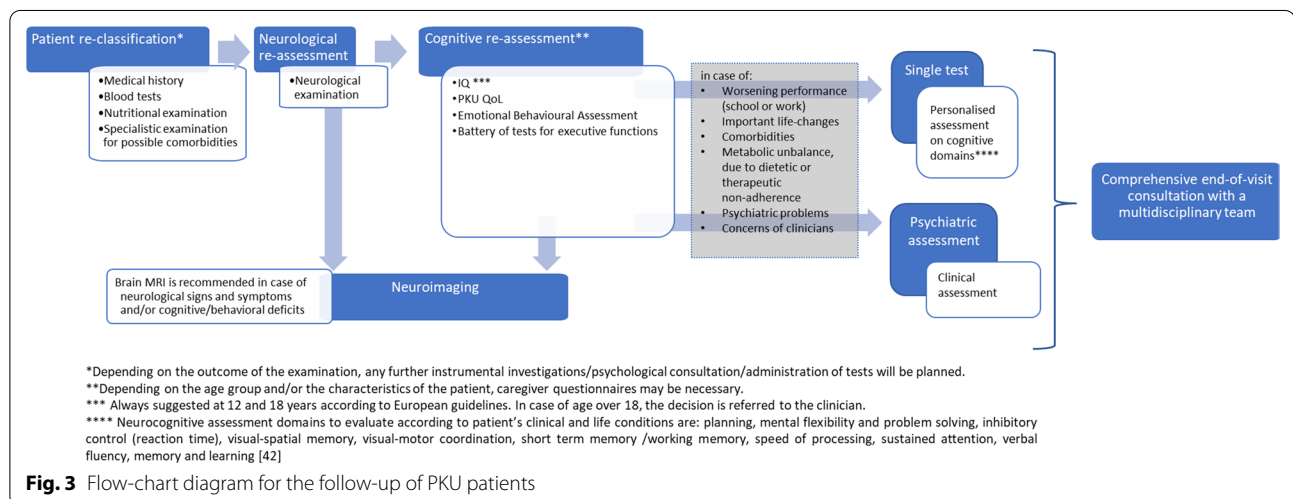 Patient re-classification*
•Medical history
•Blood tests
•Nutritional examination
•Specialistic examination
for possible comorbidities
Neurological
re-assessment
•Neurological
examination
Cognitive re-assessment**
•IQ ***
•PKU QoL
•Emotional Behavioural Assessment
•Battery of tests for executive functions
in case of:
• Worsening performance
(school or work)
• Important life-changes
• Comorbidities
• Metabolic unbalance,
due to dietetic or
therapeutic
non-adherence
• Psychiatric problems
• Concerns of clinicians
Single test
Personalised
assessment
on cognitive
domains****
Psychiatric
assessment
Clinical
assessment
Comprehensive end-of-visit
consultation with a
multidisciplinary team
Brain MRI is recommended in case of
neurological signs and symptoms
and/or cognitive/behavioral deficits
Neuroimaging
*Depending on the outcome of the examination, any further instrumental investigations/psychological consultation/administration of tests will be planned.
**Depending on the age group and/or the characteristics of the patient, caregiver questionnaires may be necessary.
*** Always suggested at 12 and 18 years according to European guidelines. In case of age over 18, the decision is referred to the clinician.
**** Neurocognitive assessment domains to evaluate according to patient's clinical and life conditions are: planning, mental flexibility and problem solving, inhibitory
control (reaction time), visual-spatial memory, visual-motor coordination, short term memory /working memory, speed of processing, sustained attention, verbal
fluency, memory and learning [42]
Fig. 3 Flow-chart diagram for the follow-up of PKU patients